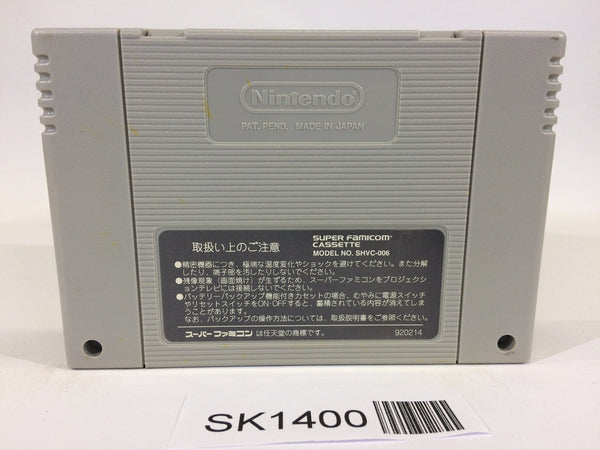 Nintendo
PAT. PEND. MADE IN JAPAN
取扱い上のご注意
SUPER FAMICOM
CASSETTE
MODEL NO. SHVC-006
●精密機器につき、極端な温度変化やショックを避けてください。また分解
したり、端子部を汚したりしないでください。
●残像現象(画面焼け)が生ずるため、スーパーファミコンをプロジェクシ
ョンテレビには接続しないでください。
●バッテリーバックアップ機能付きカセットの場合、むやみに電源スイッチ
やリセットスイッチをON・OFFすると、蓄積されている内容が消えてしま
うことがあります。
なお、バックアップの操作方法については、取扱説明書をご参照ください。
スーパーファミコンは任天堂の商標です。 920214
SK1400